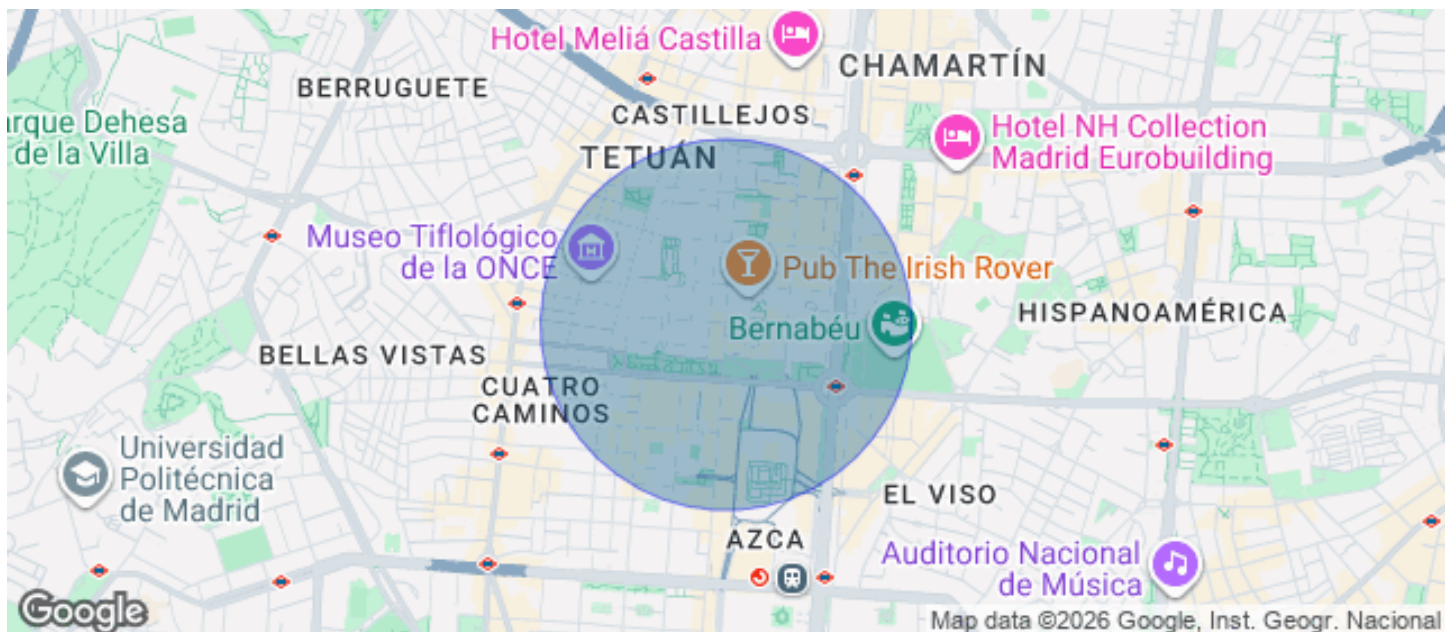 Hotel Meliá Castilla
CHAMARTÍN
BERRUGUETE
CASTILLEJOS
arque Dehesa
de la Villa
Hotel NH Collection
Madrid Eurobuilding
TETUÁN
Museo Tiflológico
de la ONCE
Pub The Irish Rover
Bernabéu
HISPANOAMÉRICA
BELLAS VISTAS
CUATRO
CAMINOS
Universidad
Politécnica
de Madrid
EL VISO
AZCA
Auditorio Nacional
de Música
Google
Map data ©2026 Google, Inst. Geogr. Nacional